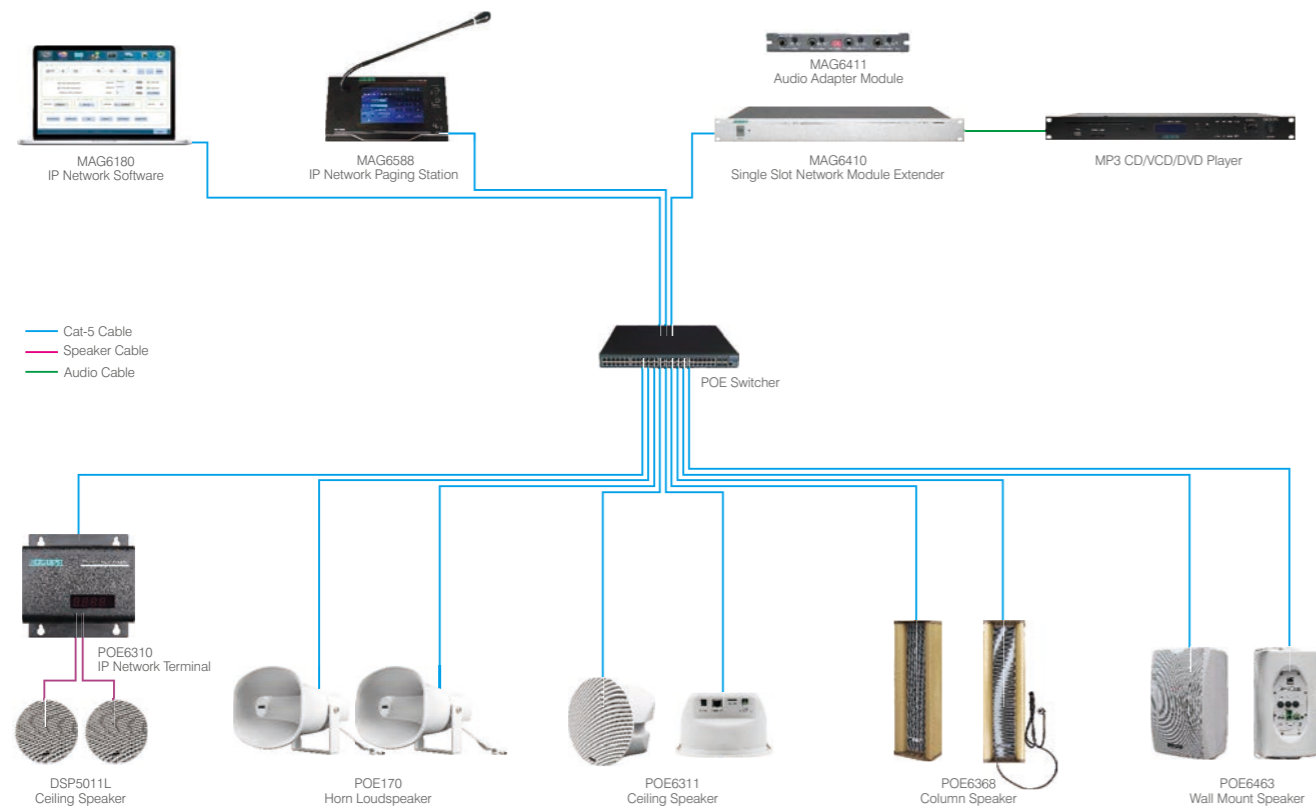 MAG6411
Audio Adapter Module
MAG6180
IP Network Software
MAG6588
IP Network Paging Station
MAG6410
Single Slot Network Module Extender
MP3 CD/VCD/DVD Player
Cat-5 Cable
Speaker Cable
Audio Cable
POE Switcher
POE6310
IP Network Terminal
DSP5011L
Ceiling Speaker
POE170
Horn Loudspeaker
POE6311
Ceiling Speaker
POE6368
Column Speaker
POE6463
Wall Mount Speaker